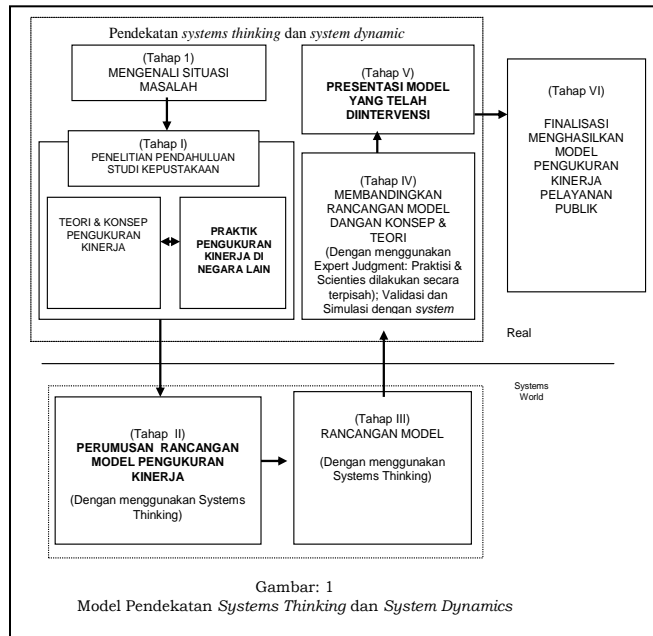 Pendekatan systems thinking dan system dynamic
(Tahap 1)
MENGENALI SITUASI
MASALAH
(Tahap I)
PENELITIAN PENDAHULUAN
STUDI KEPUSTAKAAN
TEORI & KONSEP
PENGUKURAN
KINERJA
PRAKTIK
PENGUKURAN
KINERJA DI
NEGARA LAIN
(Tahap II)
PERUMUSAN RANCANGAN
MODEL PENGUKURAN
KINERJA
(Dengan menggunakan Systems
Thinking)
(Tahap III)
RANCANGAN MODEL
(Dengan menggunakan
Systems Thinking)
(Tahap IV)
MEMBANDINGKAN
RANCANGAN MODEL
DANGAN KONSEP &
TEORI
(Dengan menggunakan
Expert Judgment: Praktisi &
Scienties dilakukan secara
terpisah); Validasi dan
Simulasi dengan system
(Tahap V)
PRESENTASI MODEL
YANG TELAH
DIINTERVENSI
(Tahap VI)
FINALISASI
MENGHASILKAN
MODEL
PENGUKURAN
KINERJA
PELAYANAN
PUBLIK
Real
Systems
World
Gambar: 1
Model Pendekatan Systems Thinking dan System Dynamics